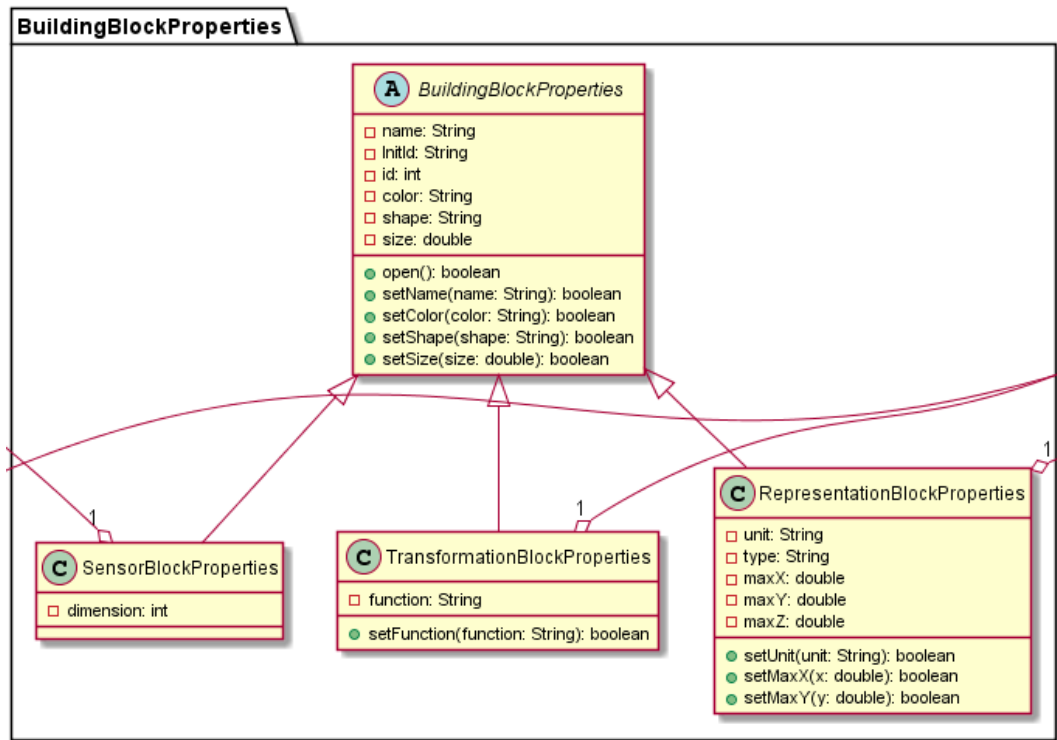 BuildingBlockProperties
A BuildingBlockProperties
name: String
InitId: String
id: int
color: String
shape: String
size: double
open(): boolean
setName(name: String): boolean
setColor(color: String): boolean
setShape(shape: String): boolean
setSize(size: double): boolean
1
C SensorBlockProperties
dimension: int
1
C TransformationBlockProperties
function: String
setFunction(function: String): boolean
1
C RepresentationBlockProperties
unit: String
type: String
maxX: double
maxY: double
maxZ: double
setUnit(unit: String): boolean
setMaxX(x: double): boolean
setMaxY(y: double): boolean